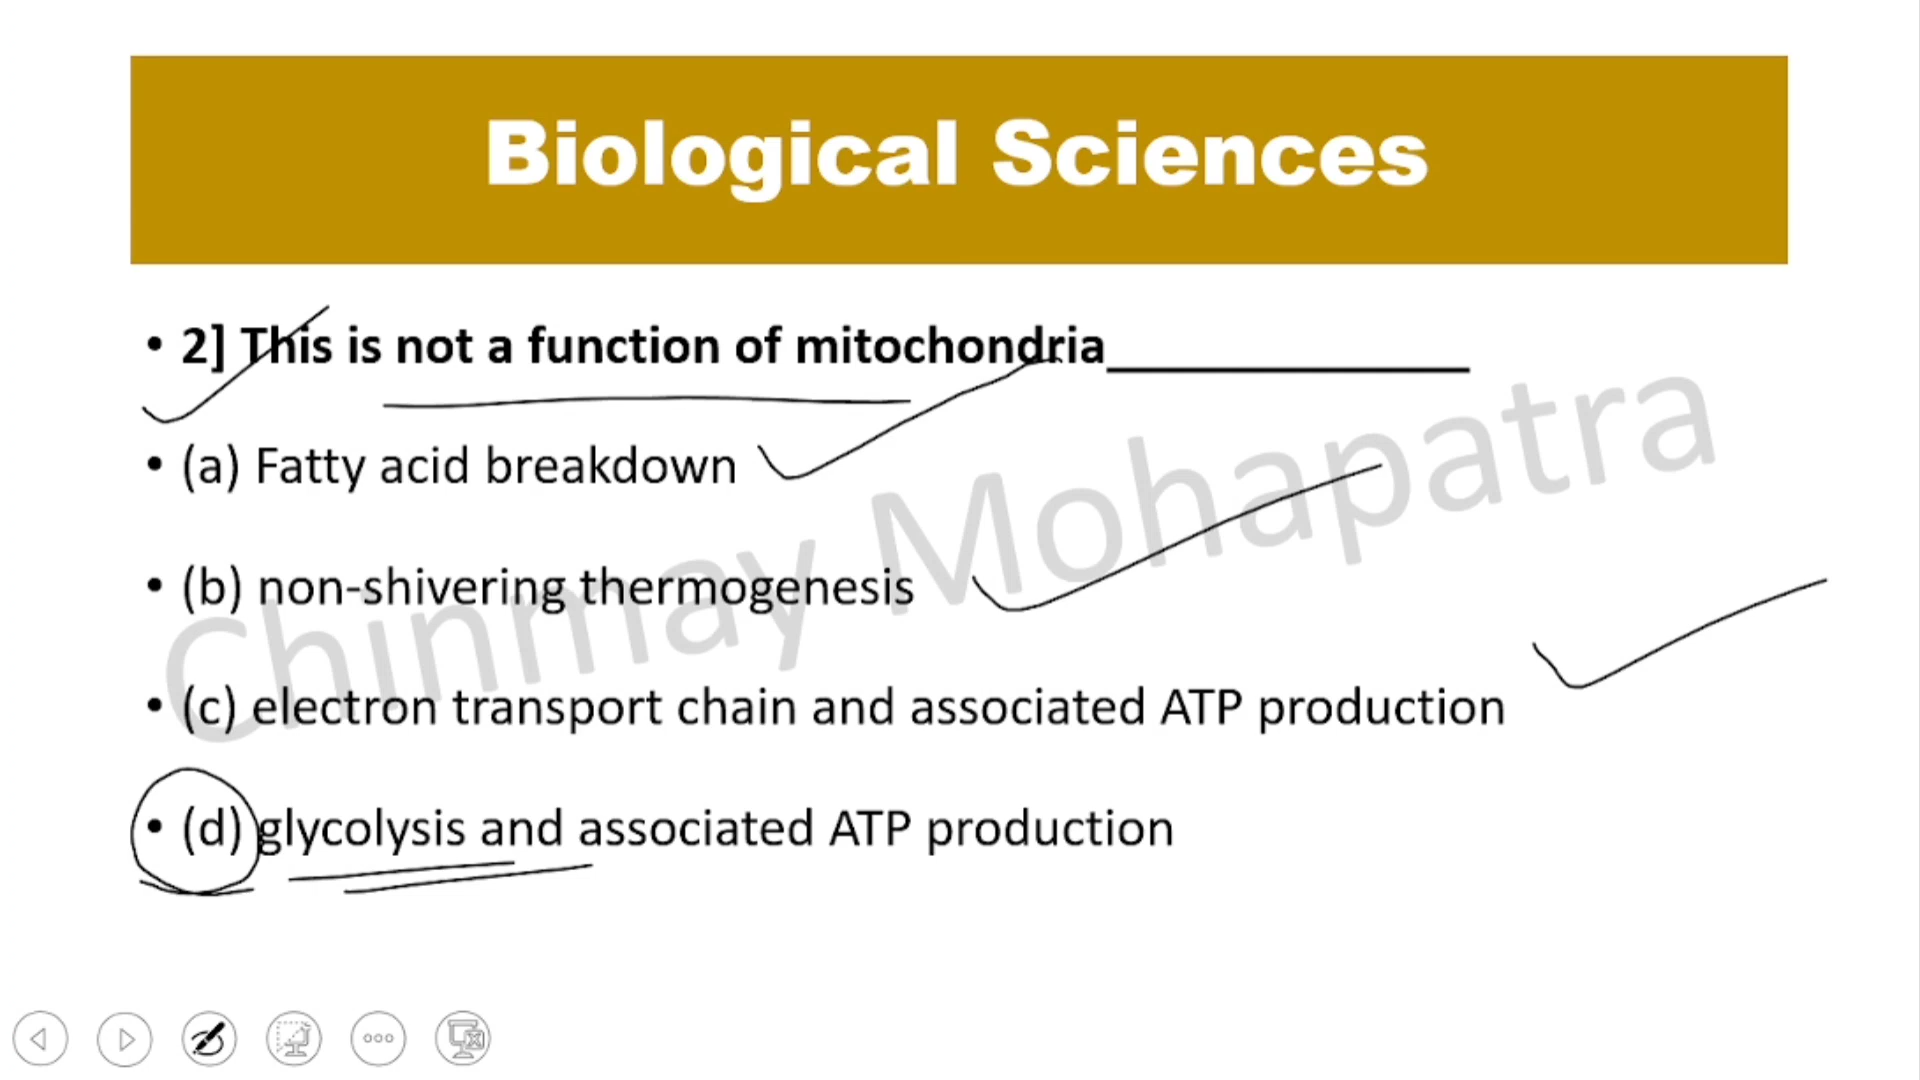 Biological Sciences
• 2] This is not a function of mitochondria______________
• (a) Fatty acid breakdown
• (b) non-shivering thermogenesis
• (c) electron transport chain and associated ATP production
• (d) glycolysis and associated ATP production
Chinmay Mohapatra